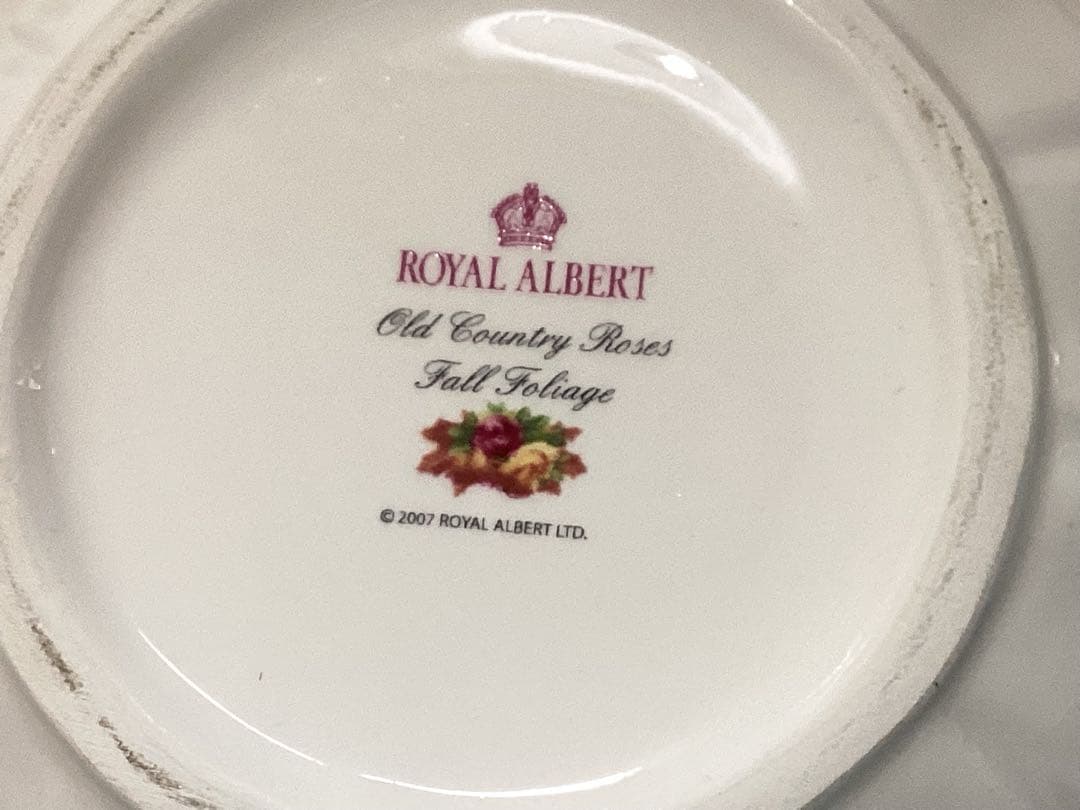 ROYAL ALBERT
Old Country Roses
Fall Foliage
© 2007 ROYAL ALBERT LTD.